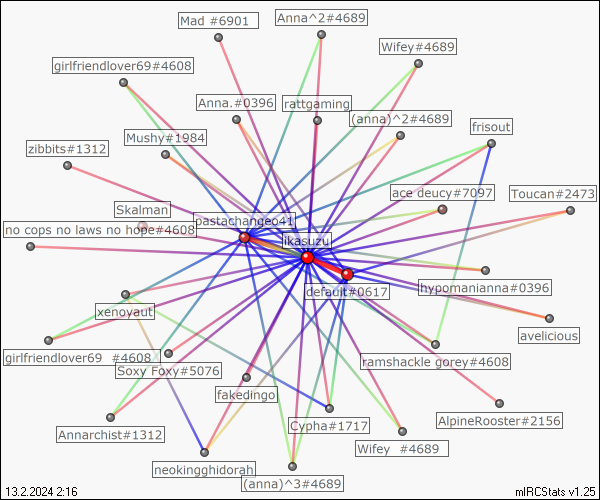 Mad #6901
Anna^2#4689
Wifey#4689
girlfriendlover69#4608
Anna.#0396
rattgaming
(anna)^2#4689
frisout
Mushy#1984
zibbits#1312
ace deucy#7097
Toucan#2473
Skalman
pastachangeo41
no cops no laws no hope#4608
likasuzu
default#0617
hypomanianna#0396
xenoyaut
avelicious
girlfriendlover69 #4608
ramshackle gorey#4608
Soxy Foxy#5076
fakedingo
AlpineRooster#2156
Cypha#1717
Annarchist#1312
Wifey #4689
neokingghidorah
(anna)^3#4689
13.2.2024 2:16
mIRCStats v1.25